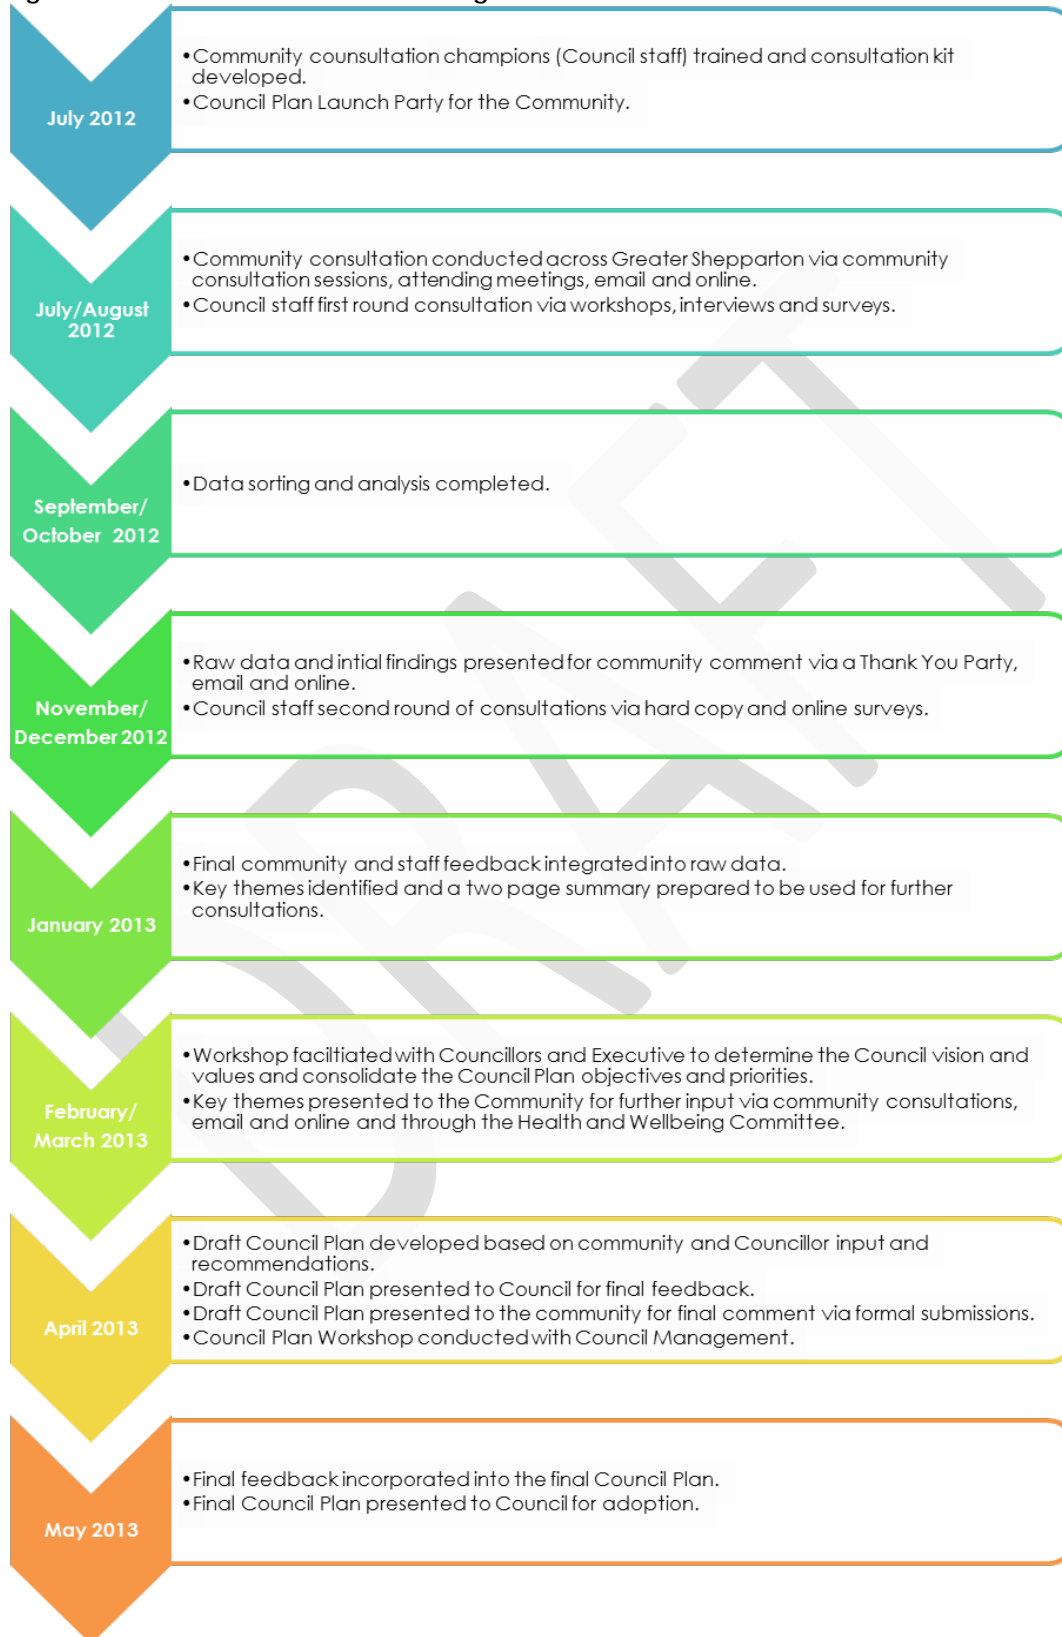 July 2012
•Community counsultation champions (Council staff) trained and consultation kit
developed.
•Council Plan Launch Party for the Community.
July/August
2012
•Community consultation conducted across Greater Shepparton via community
consultation sessions, attending meetings, email and online.
•Council staff first round consultation via workshops, interviews and surveys.
September/
October 2012
•Data sorting and analysis completed.
November/
December 2012
•Raw data and intial findings presented for community comment via a Thank You Party,
email and online.
•Council staff second round of consultations via hard copy and online surveys.
January 2013
•Final community and staff feedback integrated into raw data.
•Key themes identified and a two page summary prepared to be used for further
consultations.
February/
March 2013
•Workshop faciltiated with Councillors and Executive to determine the Council vision and
values and consolidate the Council Plan objectives and priorities.
•Key themes presented to the Community for further input via community consultations,
email and online and through the Health and Wellbeing Committee.
April 2013
•Draft Council Plan developed based on community and Councillor input and
recommendations.
•Draft Council Plan presented to Council for final feedback.
•Draft Council Plan presented to the community for final comment via formal submissions.
•Council Plan Workshop conducted with Council Management.
May 2013
•Final feedback incorporated into the final Council Plan.
•Final Council Plan presented to Council for adoption.
DRAFT